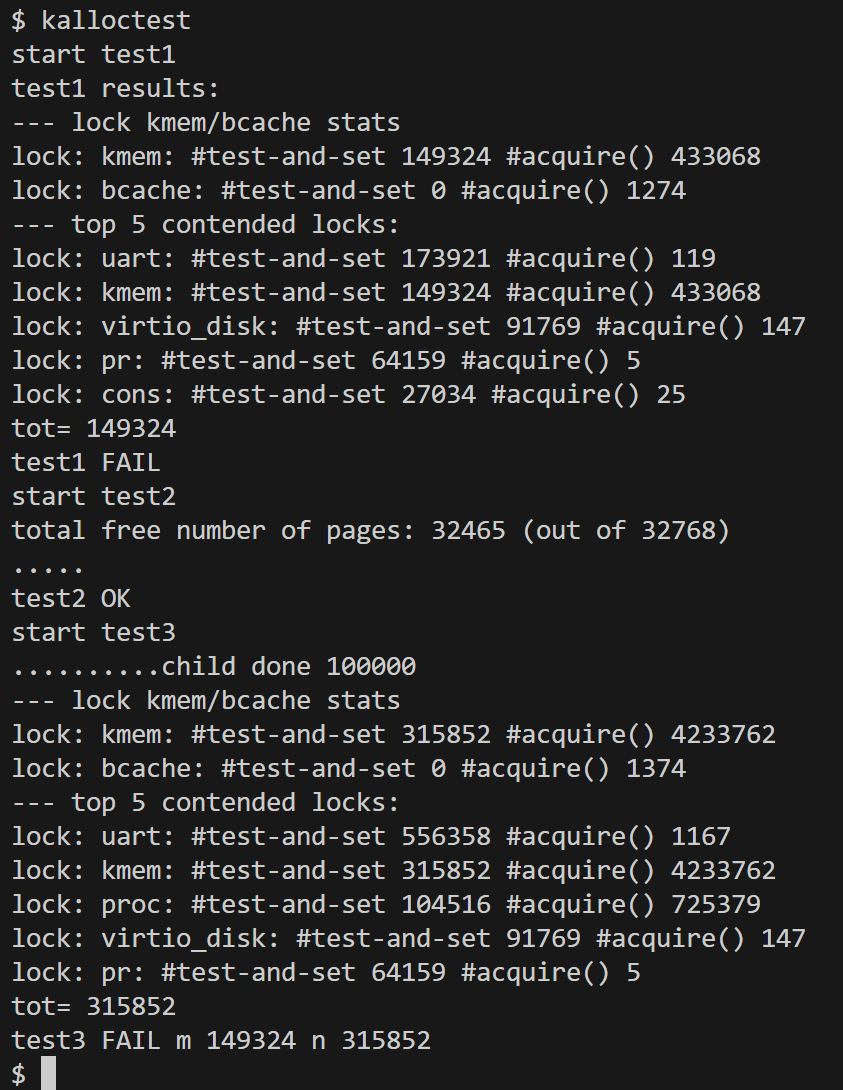 $ kalloctest
start test1
test1 results:
--- lock kmem/bcache stats
lock: kmem: #test-and-set 149324 #acquire() 433068
lock: bcache: #test-and-set 0 #acquire() 1274
--- top 5 contended locks:
lock: uart: #test-and-set 173921 #acquire() 119
lock: kmem: #test-and-set 149324 #acquire() 433068
lock: virtio_disk: #test-and-set 91769 #acquire() 147
lock: pr: #test-and-set 64159 #acquire() 5
lock: cons: #test-and-set 27034 #acquire() 25
tot= 149324
test1 FAIL
start test2
total free number of pages: 32465 (out of 32768)
.....
test2 OK
start test3
..........child done 100000
--- lock kmem/bcache stats
lock: kmem: #test-and-set 315852 #acquire() 4233762
lock: bcache: #test-and-set 0 #acquire() 1374
--- top 5 contended locks:
lock: uart: #test-and-set 556358 #acquire() 1167
lock: kmem: #test-and-set 315852 #acquire() 4233762
lock: proc: #test-and-set 104516 #acquire() 725379
lock: virtio_disk: #test-and-set 91769 #acquire() 147
lock: pr: #test-and-set 64159 #acquire() 5
tot= 315852
test3 FAIL m 149324 n 315852
$